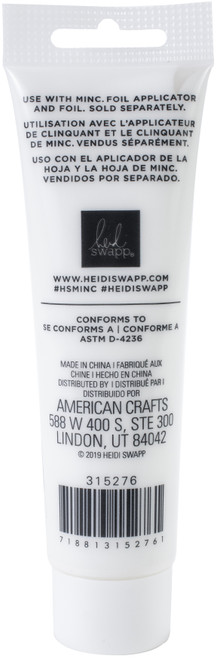 USE WITH MINC. FOIL APPLICATOR
AND FOIL. SOLD SEPARATELY.
UTILISATION AVEC L'APPLICATEUR
DE CLINQUANT ET LE CLINQUANT
DE MINC. VENDUS SÉPARÉMENT.
USO CON EL APLICADOR DE LA
HOJA Y LA HOJA DE MINC.
VENDIDOS POR SEPARADO.
heidi
swapp®
WWW.HEIDISWAPP.COM
#HSMINC #HEIDISWAPP
CONFORMS TO
SE CONFORMS A | CONFORME A
ASTM D-4236
MADE IN CHINA | FABRIQUÉ AUX
CHINE | HECHO EN CHINA
DISTRIBUTED BY | DISTRIBUÉ PAR |
DISTRIBUIDO POR
AMERICAN CRAFTS
588 W 400 S, STE 300
LINDON, UT 84042
© 2019 HEIDI SWAPP
315276
718813152761